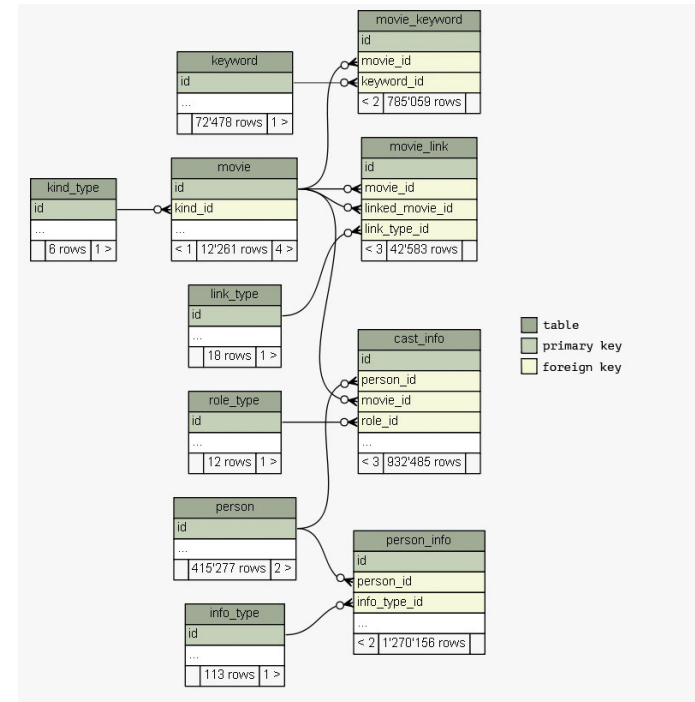 movie_keyword
id
movie_id
keyword_id
< 2 785'059 rows
keyword
id
...
72'478 rows 1 >
movie_link
id
movie_id
linked_movie_id
link_type_id
< 3 42'583 rows
movie
id
kind_id
...
< 1 12'261 rows 4 >
kind_type
id
...
6 rows 1 >
link_type
id
...
18 rows 1 >
table
primary key
foreign key
cast_info
id
person_id
movie_id
role_id
...
< 3 932'485 rows
role_type
id
...
12 rows 1 >
person
id
...
415'277 rows 2 >
person_info
id
person_id
info_type_id
...
< 2 1'270'156 rows
info_type
id
...
113 rows 1 >